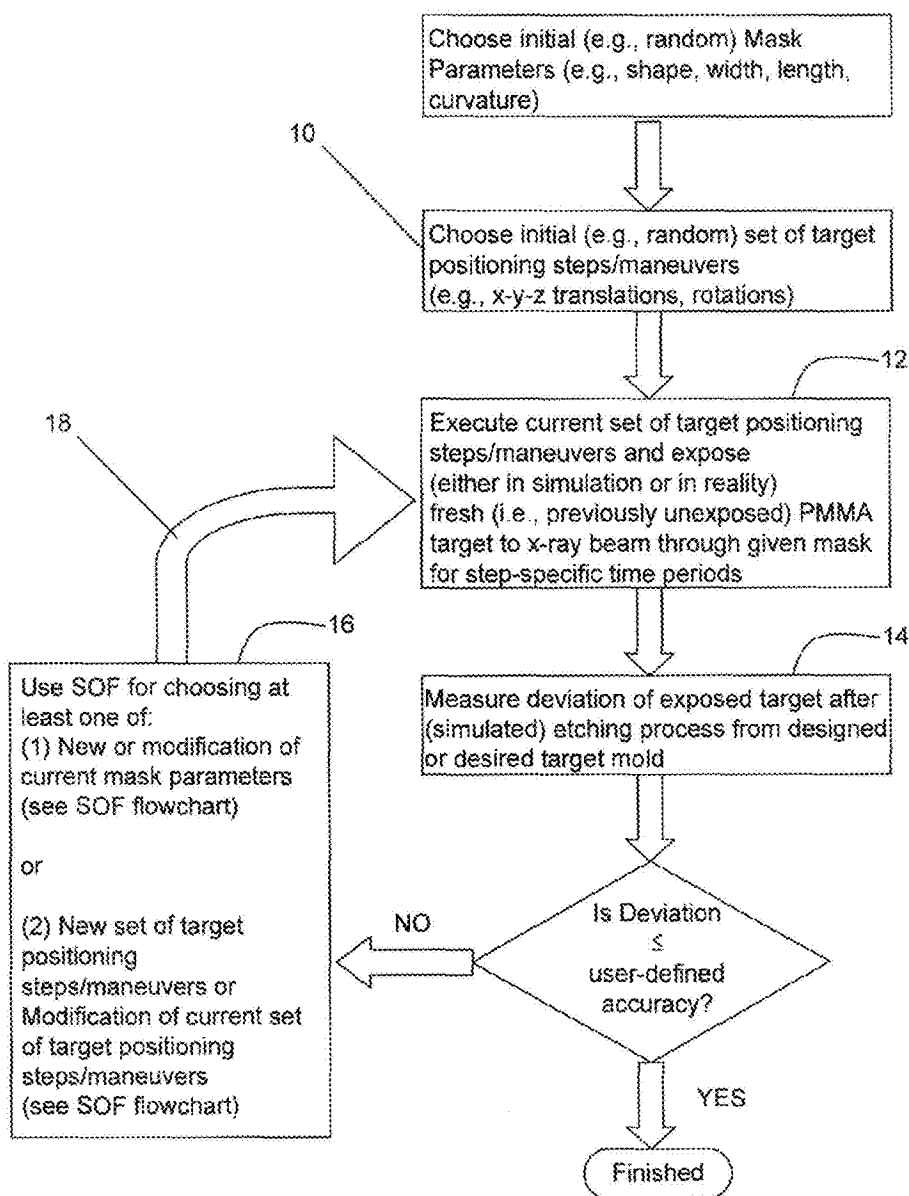 Choose initial (e.g., random) Mask
Parameters (e.g., shape, width, length,
curvature)
10
Choose initial (e.g., random) set of target
positioning steps/maneuvers
(e.g., x-y-z translations, rotations)
12
Execute current set of target positioning
steps/maneuvers and expose
(either in simulation or in reality)
fresh (i.e., previously unexposed) PMMA
target to x-ray beam through given mask
for step-specific time periods
18
14
Measure deviation of exposed target after
(simulated) etching process from designed
or desired target mold
16
Use SOF for choosing at
least one of:
(1) New or modification of
current mask parameters
(see SOF flowchart)
or
(2) New set of target
positioning
steps/maneuvers or
Modification of current set
of target positioning
steps/maneuvers
(see SOF flowchart)
NO
Is Deviation
≤
user-defined
accuracy?
YES
Finished